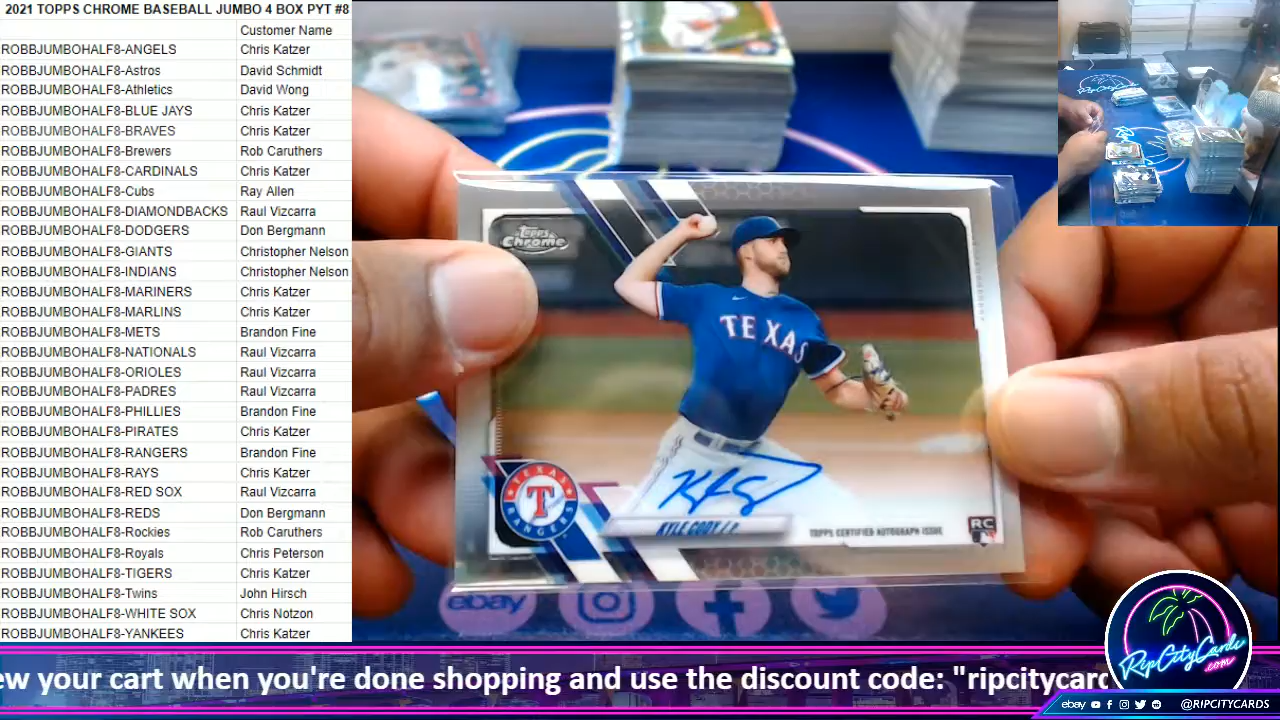 2021 TOPPS CHROME BASEBALL JUMBO 4 BOX PYT #8
Customer Name
ROBBJUMBOHALF8-ANGELS Chris Katzer
ROBBJUMBOHALF8-Astros David Schmidt
ROBBJUMBOHALF8-Athletics David Wong
ROBBJUMBOHALF8-BLUE JAYS Chris Katzer
ROBBJUMBOHALF8-BRAVES Chris Katzer
ROBBJUMBOHALF8-Brewers Rob Caruthers
ROBBJUMBOHALF8-CARDINALS Chris Katzer
ROBBJUMBOHALF8-Cubs Ray Allen
ROBBJUMBOHALF8-DIAMONDBACKS Raul Vizcarra
ROBBJUMBOHALF8-DODGERS Don Bergmann
ROBBJUMBOHALF8-GIANTS Christopher Nelson
ROBBJUMBOHALF8-INDIANS Christopher Nelson
ROBBJUMBOHALF8-MARINERS Chris Katzer
ROBBJUMBOHALF8-MARLINS Chris Katzer
ROBBJUMBOHALF8-METS Brandon Fine
ROBBJUMBOHALF8-NATIONALS Raul Vizcarra
ROBBJUMBOHALF8-ORIOLES Raul Vizcarra
ROBBJUMBOHALF8-PADRES Raul Vizcarra
ROBBJUMBOHALF8-PHILLIES Brandon Fine
ROBBJUMBOHALF8-PIRATES Chris Katzer
ROBBJUMBOHALF8-RANGERS Brandon Fine
ROBBJUMBOHALF8-RAYS Chris Katzer
ROBBJUMBOHALF8-RED SOX Raul Vizcarra
ROBBJUMBOHALF8-REDS Don Bergmann
ROBBJUMBOHALF8-Rockies Rob Caruthers
ROBBJUMBOHALF8-Royals Chris Peterson
ROBBJUMBOHALF8-TIGERS Chris Katzer
ROBBJUMBOHALF8-Twins John Hirsch
ROBBJUMBOHALF8-WHITE SOX Chris Notzon
ROBBJUMBOHALF8-YANKEES Chris Katzer
Topps
Chrome
TEXAS
TEXAS
T
RANGERS
KYLE CODY
TOPPS CERTIFIED AUTOGRAPH ISSUE
RC
ebay
RipCityCards
.com
ew your cart when you're done shopping and use the discount code: "ripcitycard
ebay @RIPCITYCARDS